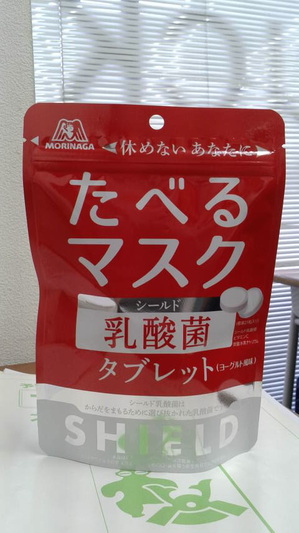 MORINAGA
休めない あなたに
たべる
マスク
シールド
乳酸菌
タブレット (ヨーグルト風味)
シールド乳酸菌は
SHIELD